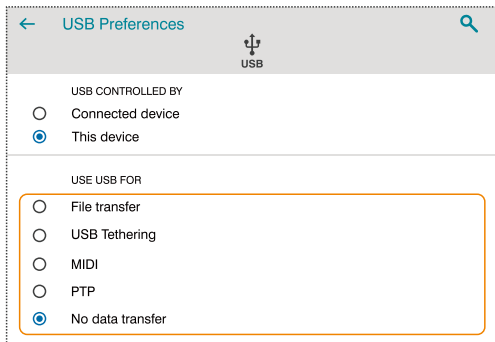 USB Preferences
USB
USB CONTROLLED BY
Connected device
This device
USE USB FOR
File transfer
USB Tethering
MIDI
PTP
No data transfer